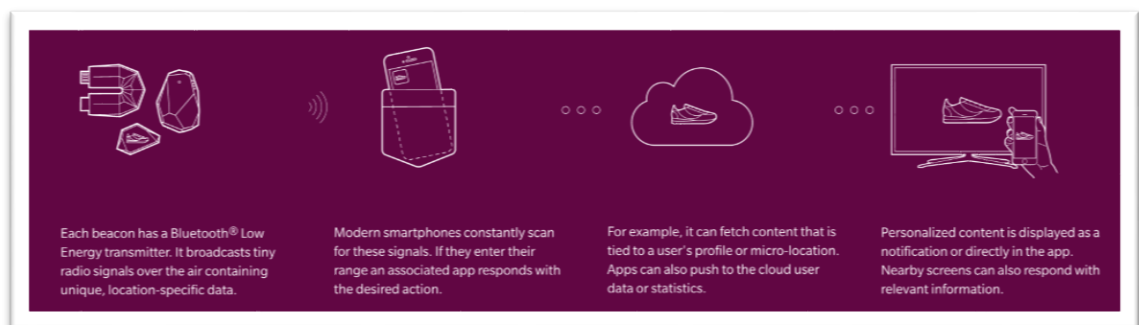 Each beacon has a Bluetooth® Low
Energy transmitter. It broadcasts tiny
radio signals over the air containing
unique, location-specific data.
Modern smartphones constantly scan
for these signals. If they enter their
range an associated app responds with
the desired action.
For example, it can fetch content that is
tied to a user's profile or micro-location.
Apps can also push to the cloud user
data or statistics.
Personalized content is displayed as a
notification or directly in the app.
Nearby screens can also respond with
relevant information.